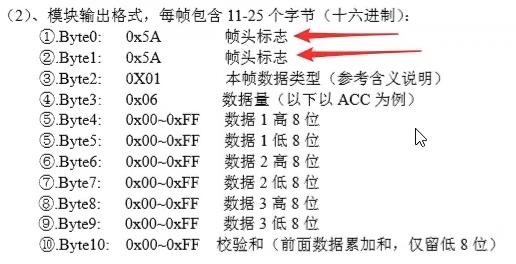 （2）、模块输出格式，每帧包含 11-25 个字节（十六进制）：
①.Byte0: 0x5A 帧头标志
②.Byte1: 0x5A 帧头标志
③.Byte2: 0X01 本帧数据类型（参考含义说明）
④.Byte3: 0x06 数据量（以下以 ACC 为例）
⑤.Byte4: 0x00~0xFF 数据 1 高 8 位
⑤.Byte5: 0x00~0xFF 数据 1 低 8 位
⑥.Byte6: 0x00~0xFF 数据 2 高 8 位
⑦.Byte7: 0x00~0xFF 数据 2 低 8 位
⑧.Byte8: 0x00~0xFF 数据 3 高 8 位
⑨.Byte9: 0x00~0xFF 数据 3 低 8 位
⑩.Byte10: 0x00~0xFF 校验和（前面数据累加和，仅留低 8 位）